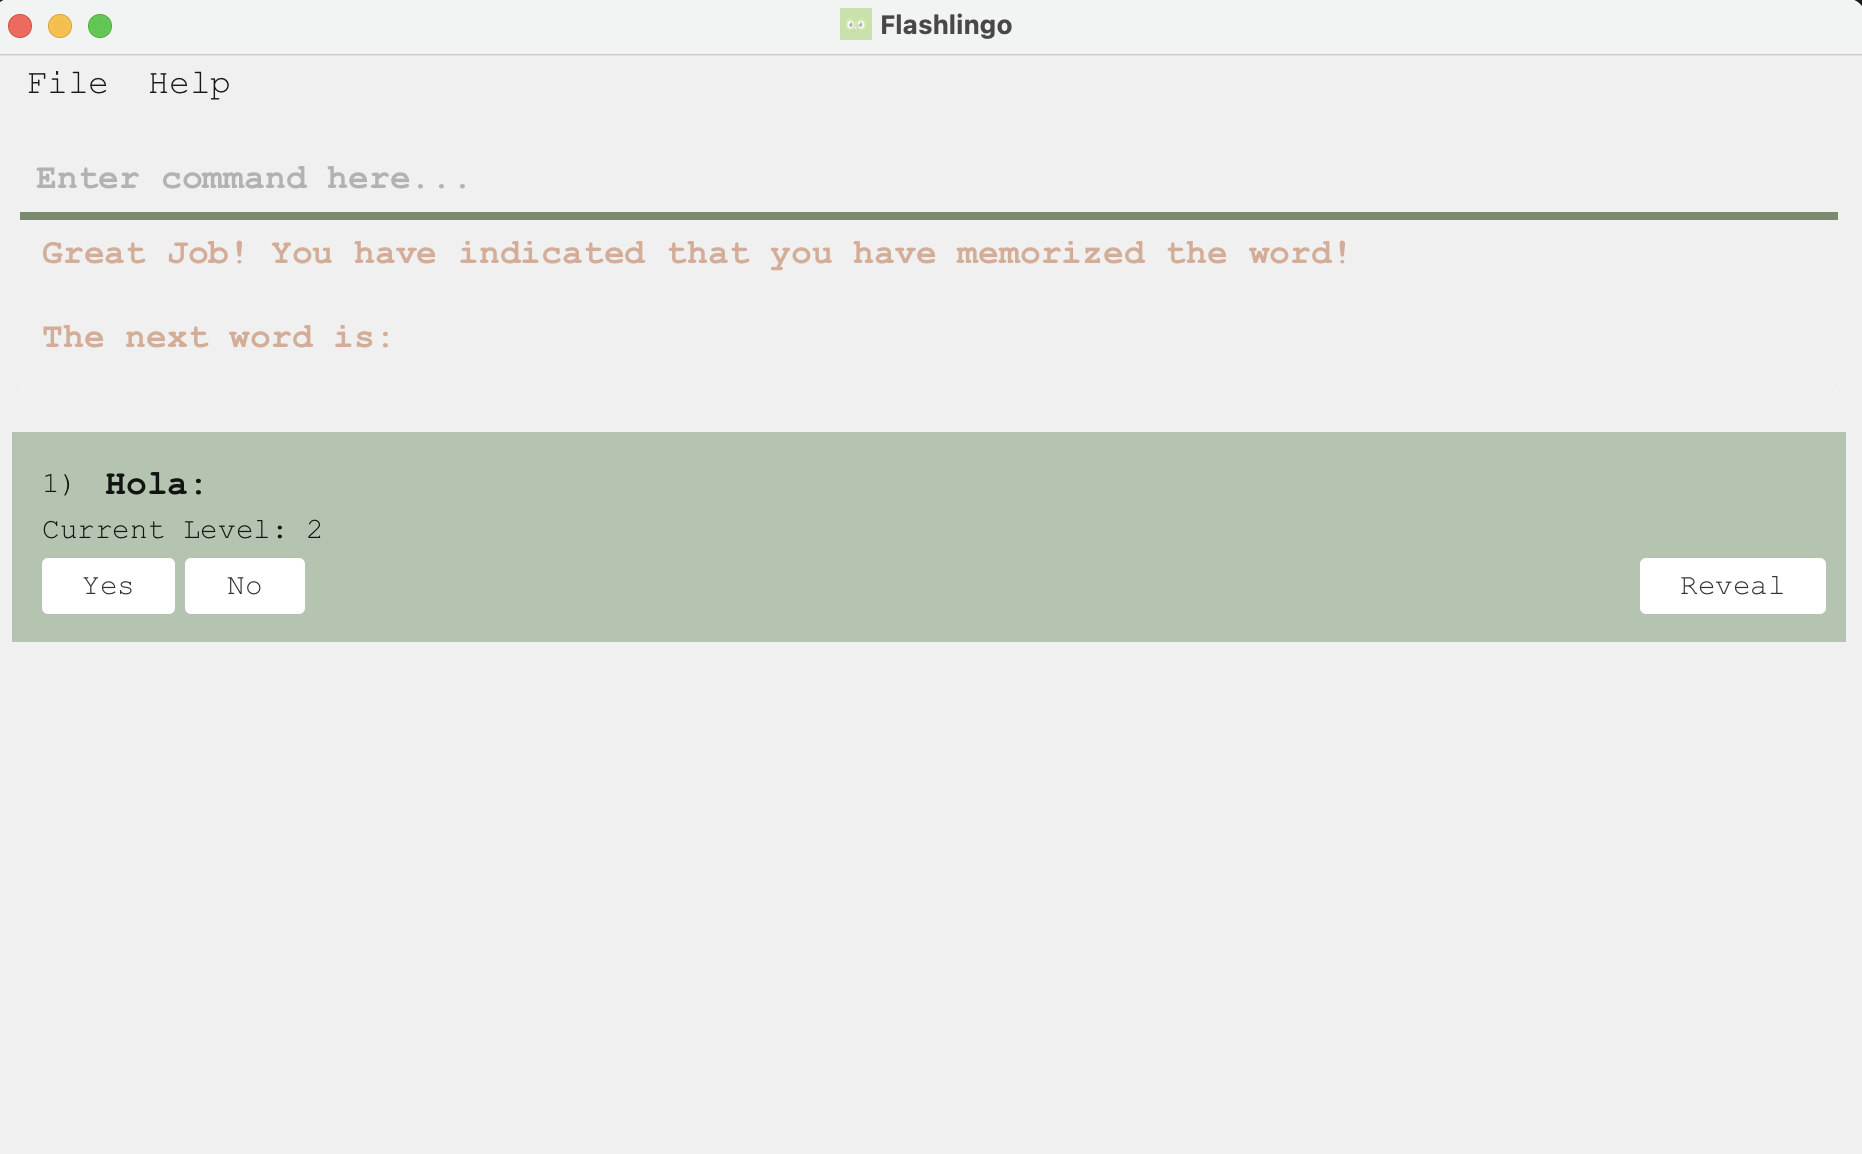 Flashlingo
File Help
Enter command here...
Great Job! You have indicated that you have memorized the word!
The next word is:
1) Hola:
Current Level: 2
Yes No Reveal